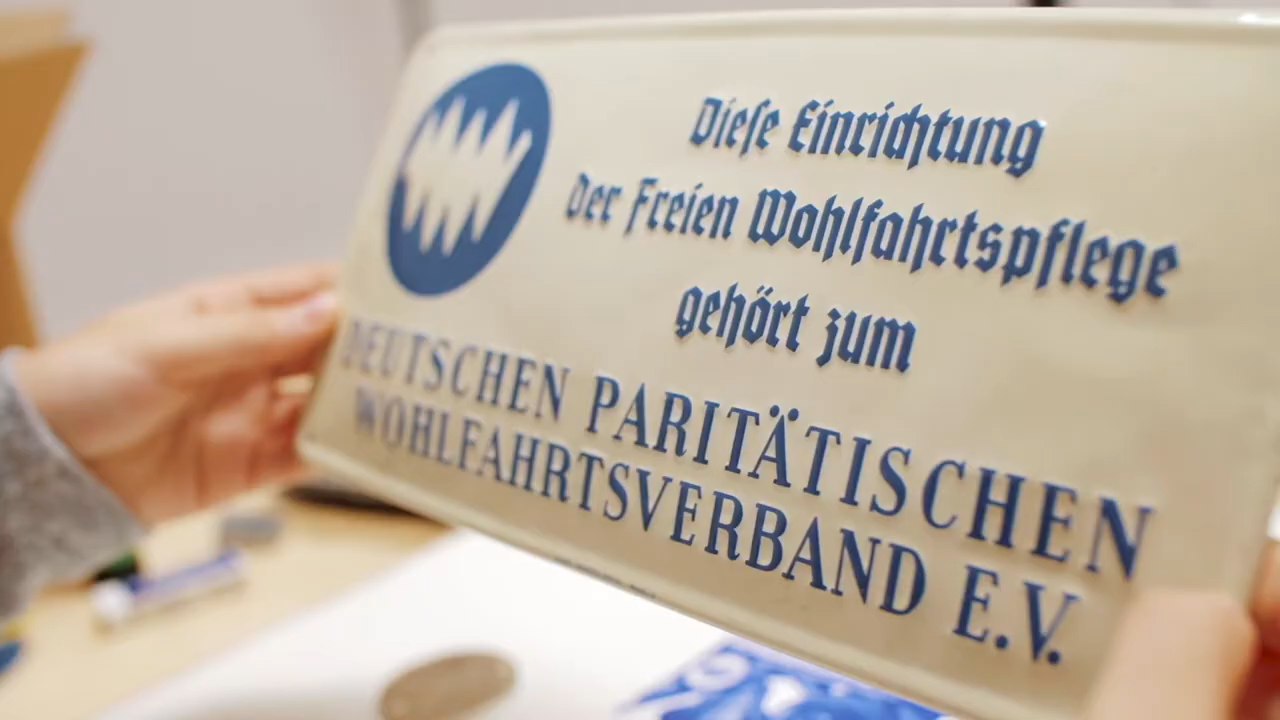 Dieſe Einrichtung
der Freien Wohlfahrtspflege
gehört zum
DEUTSCHEN PARITÄTISCHEN
WOHLFAHRTSVERBAND E.V.